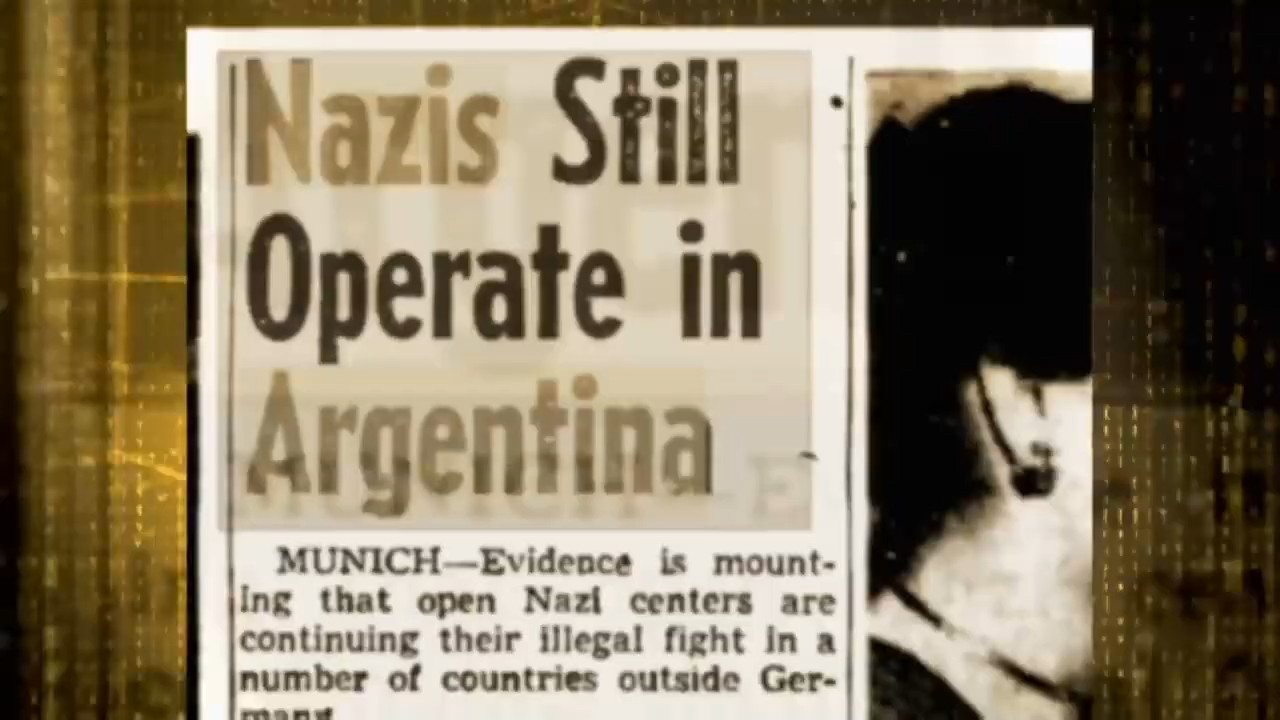 Nazis Still
Operate in
Argentina
MUNICH—Evidence is mount-
ing that open Nazi centers are
continuing their illegal fight in a
number of countries outside Ger-
many.